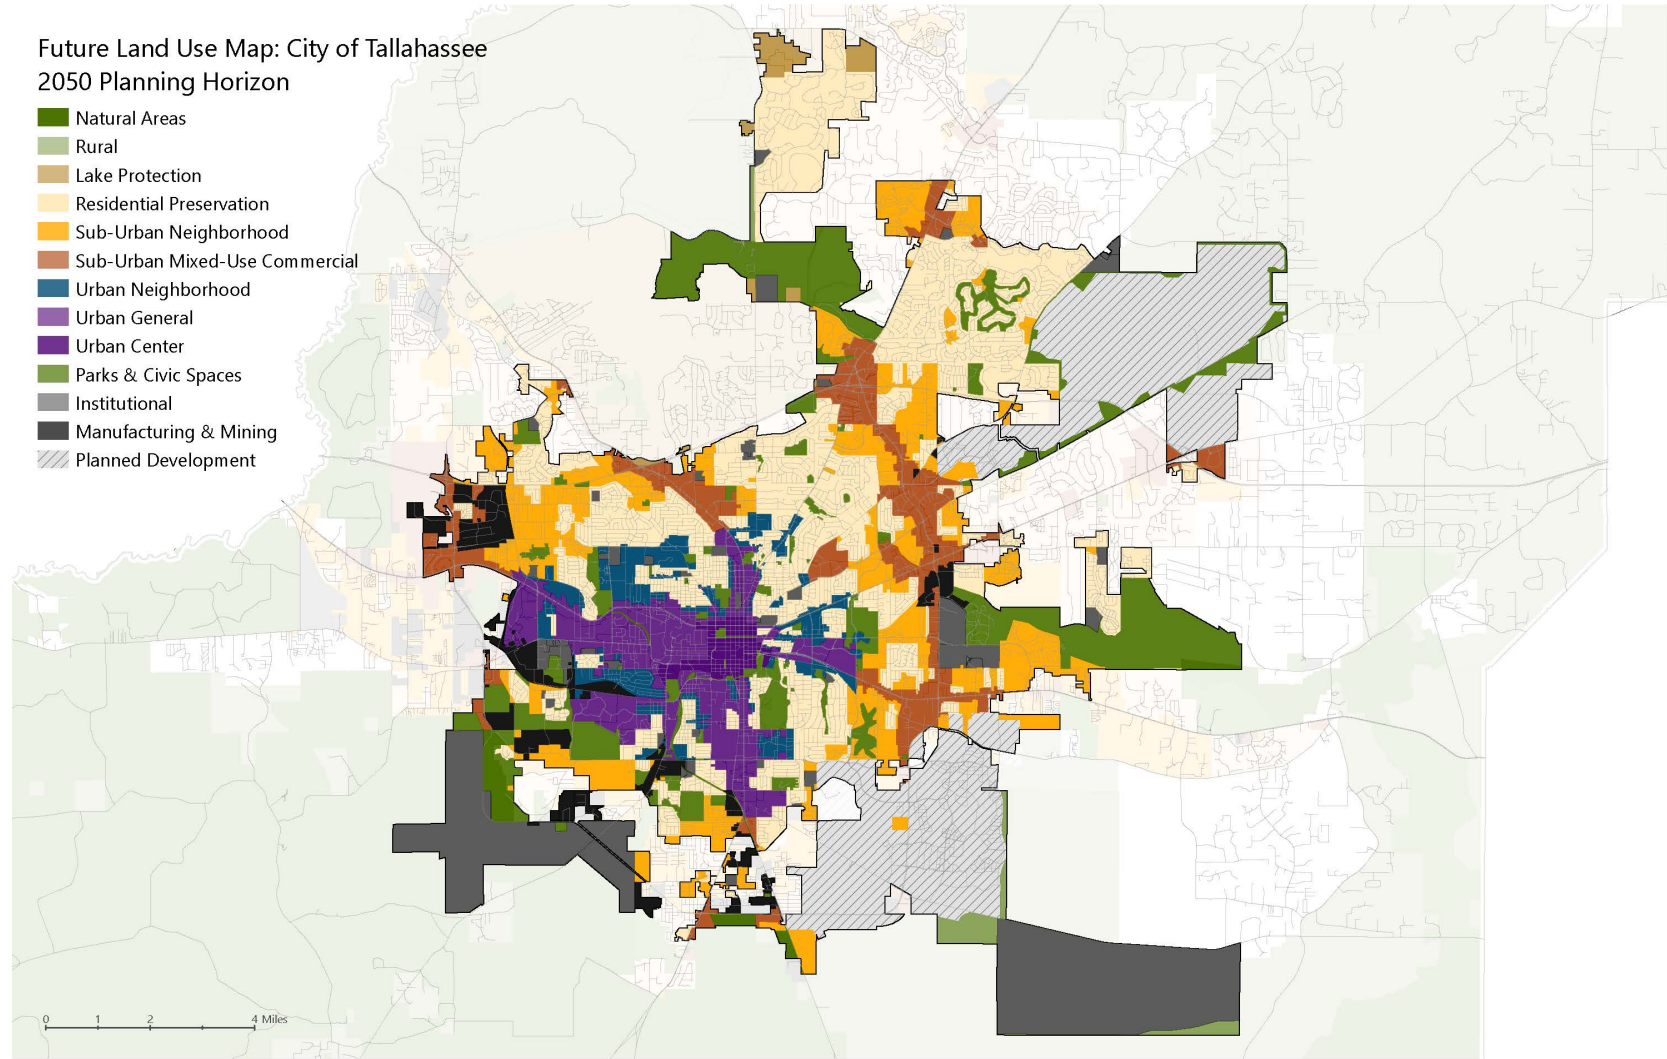 Future Land Use Map: City of Tallahassee
2050 Planning Horizon
Natural Areas
Rural
Lake Protection
Residential Preservation
Sub-Urban Neighborhood
Sub-Urban Mixed-Use Commercial
Urban Neighborhood
Urban General
Urban Center
Parks & Civic Spaces
Institutional
Manufacturing & Mining
Planned Development
0 1 2 4 Miles